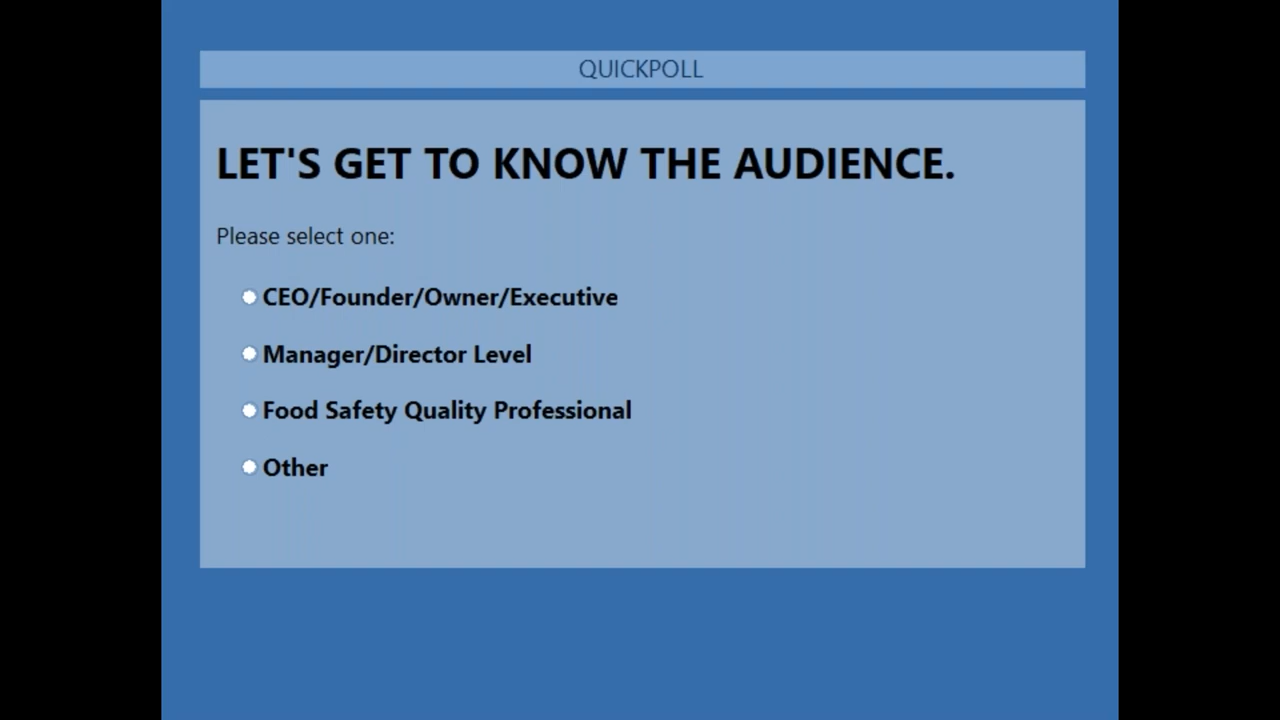 QUICKPOLL
LET'S GET TO KNOW THE AUDIENCE.
Please select one:
CEO/Founder/Owner/Executive
Manager/Director Level
Food Safety Quality Professional
Other